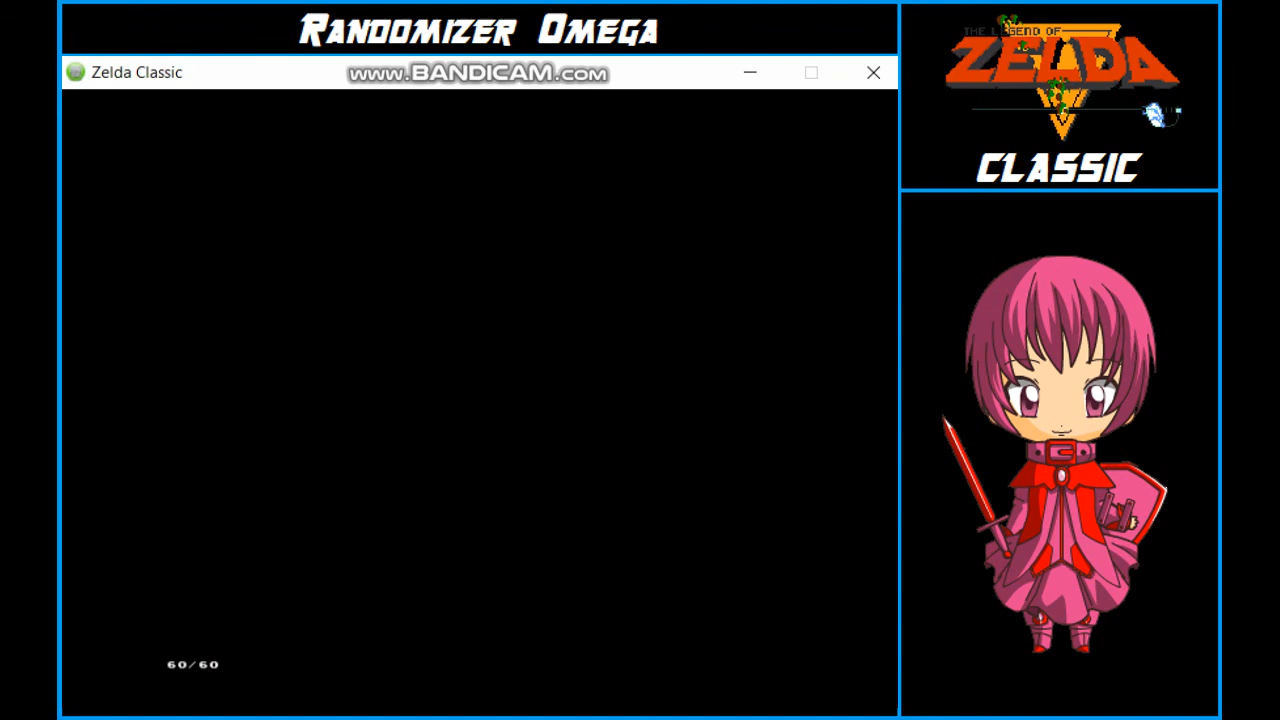 Randomizer Omega
Zelda Classic
www.BANDICAM.com
THE LEGEND OF
ZELDA
CLASSIC
60/60